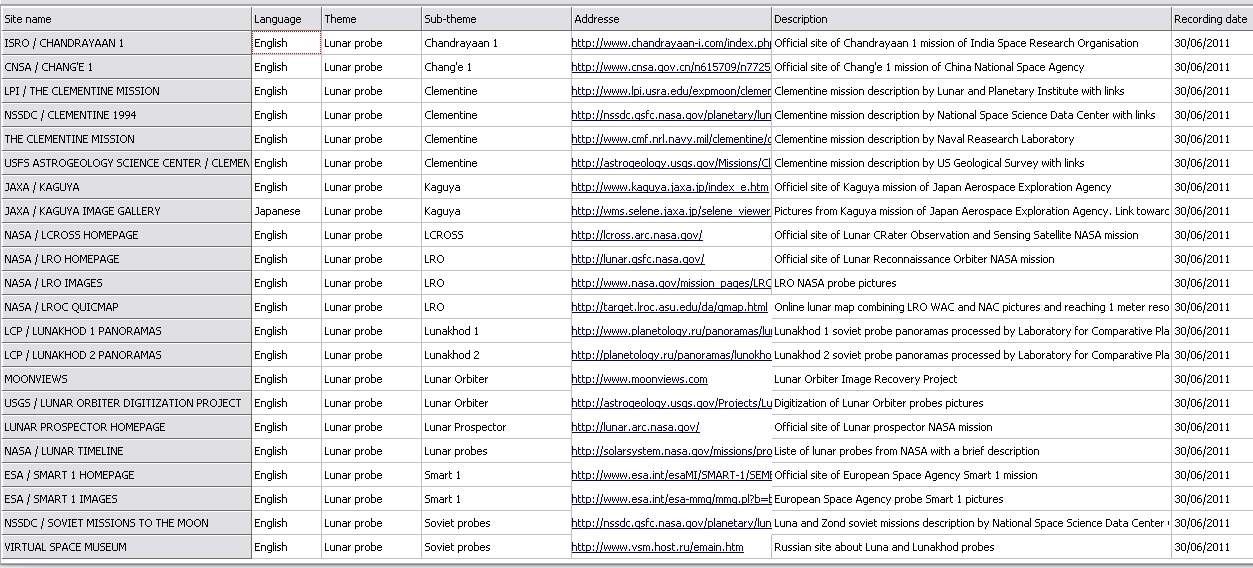 Site name Language Theme Sub-theme Addresse Description Recording date
ISRO / CHANDRAYAAN 1 English Lunar probe Chandrayaan 1 http://www.chandrayaan-i.com/index.ph Official site of Chandrayaan 1 mission of India Space Research Organisation 30/06/2011
CNSA / CHANG'E 1 English Lunar probe Chang'e 1 http://www.cnsa.gov.cn/n615709/n7725 Official site of Chang'e 1 mission of China National Space Agency 30/06/2011
LPI / THE CLEMENTINE MISSION English Lunar probe Clementine http://www.lpi.usra.edu/expmoon/clemen Clementine mission description by Lunar and Planetary Institute with links 30/06/2011
NSSDC / CLEMENTINE 1994 English Lunar probe Clementine http://nssdc.gsfc.nasa.gov/planetary/lun Clementine mission description by National Space Science Data Center with links 30/06/2011
THE CLEMENTINE MISSION English Lunar probe Clementine http://www.cmf.nrl.navy.mil/clementine/c Clementine mission description by Naval Reasearch Laboratory 30/06/2011
USFS ASTROGEOLOGY SCIENCE CENTER / CLEMEN English Lunar probe Clementine http://astrogeology.usgs.gov/Missions/Cl Clementine mission description by US Geological Survey with links 30/06/2011
JAXA / KAGUYA English Lunar probe Kaguya http://www.kaguya.jaxa.jp/index_e.htm Officiel site of Kaguya mission of Japan Aerospace Exploration Agency 30/06/2011
JAXA / KAGUYA IMAGE GALLERY Japanese Lunar probe Kaguya http://wms.selene.jaxa.jp/selene_viewer Pictures from Kaguya mission of Japan Aerospace Exploration Agency. Link towarc 30/06/2011
NASA / LCROSS HOMEPAGE English Lunar probe LCROSS http://lcross.arc.nasa.gov/ Official site of Lunar CRater Observation and Sensing Satellite NASA mission 30/06/2011
NASA / LRO HOMEPAGE English Lunar probe LRO http://lunar.gsfc.nasa.gov/ Official site of Lunar Reconnaissance Orbiter NASA mission 30/06/2011
NASA / LRO IMAGES English Lunar probe LRO http://www.nasa.gov/mission_pages/LRO LRO NASA probe pictures 30/06/2011
NASA / LROC QUICMAP English Lunar probe LRO http://target.lroc.asu.edu/da/qmap.html Online lunar map combining LRO WAC and NAC pictures and reaching 1 meter reso 30/06/2011
LCP / LUNAKHOD 1 PANORAMAS English Lunar probe Lunakhod 1 http://www.planetology.ru/panoramas/lu Lunakhod 1 soviet probe panoramas processed by Laboratory for Comparative Pla 30/06/2011
LCP / LUNAKHOD 2 PANORAMAS English Lunar probe Lunakhod 2 http://planetology.ru/panoramas/lunokho Lunakhod 2 soviet probe panoramas processed by Laboratory for Comparative Pla 30/06/2011
MOONVIEWS English Lunar probe Lunar Orbiter http://www.moonviews.com Lunar Orbiter Image Recovery Project 30/06/2011
USGS / LUNAR ORBITER DIGITIZATION PROJECT English Lunar probe Lunar Orbiter http://astrogeology.usgs.gov/Projects/Lu Digitization of Lunar Orbiter probes pictures 30/06/2011
LUNAR PROSPECTOR HOMEPAGE English Lunar probe Lunar Prospector http://lunar.arc.nasa.gov/ Official site of Lunar prospector NASA mission 30/06/2011
NASA / LUNAR TIMELINE English Lunar probe Lunar probes http://solarsystem.nasa.gov/missions/pro Liste of lunar probes from NASA with a brief description 30/06/2011
ESA / SMART 1 HOMEPAGE English Lunar probe Smart 1 http://www.esa.int/esaMI/SMART-1/SEM Official site of European Space Agency Smart 1 mission 30/06/2011
ESA / SMART 1 IMAGES English Lunar probe Smart 1 http://www.esa.int/esa-mmg/mmg.pl?b=b European Space Agency probe Smart 1 pictures 30/06/2011
NSSDC / SOVIET MISSIONS TO THE MOON English Lunar probe Soviet probes http://nssdc.gsfc.nasa.gov/planetary/lun Luna and Zond soviet missions description by National Space Science Data Center 30/06/2011
VIRTUAL SPACE MUSEUM English Lunar probe Soviet probes http://www.vsm.host.ru/emain.htm Russian site about Luna and Lunakhod probes 30/06/2011